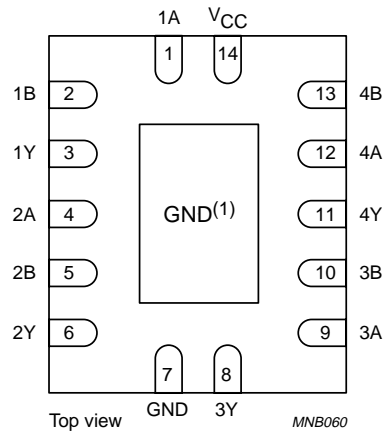 1A VCC
1 14
1B 2 13 4B
1Y 3 12 4A
2A 4 GND(1) 11 4Y
2B 5 10 3B
2Y 6 9 3A
7 8
Top view GND 3Y MNB060